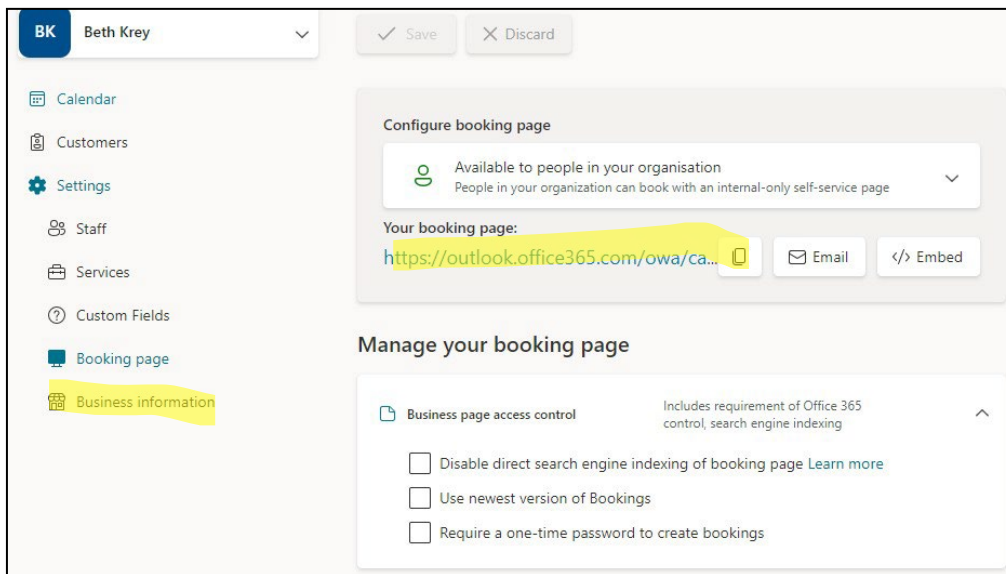 BK
Beth Krey
Save
Discard
Calendar
Customers
Settings
Staff
Services
Custom Fields
Booking page
Business information
Configure booking page
Available to people in your organisation
People in your organization can book with an internal-only self-service page
Your booking page:
https://outlook.office365.com/owa/ca...
Email
</> Embed
Manage your booking page
Business page access control
Includes requirement of Office 365
control, search engine indexing
Disable direct search engine indexing of booking page Learn more
Use newest version of Bookings
Require a one-time password to create bookings